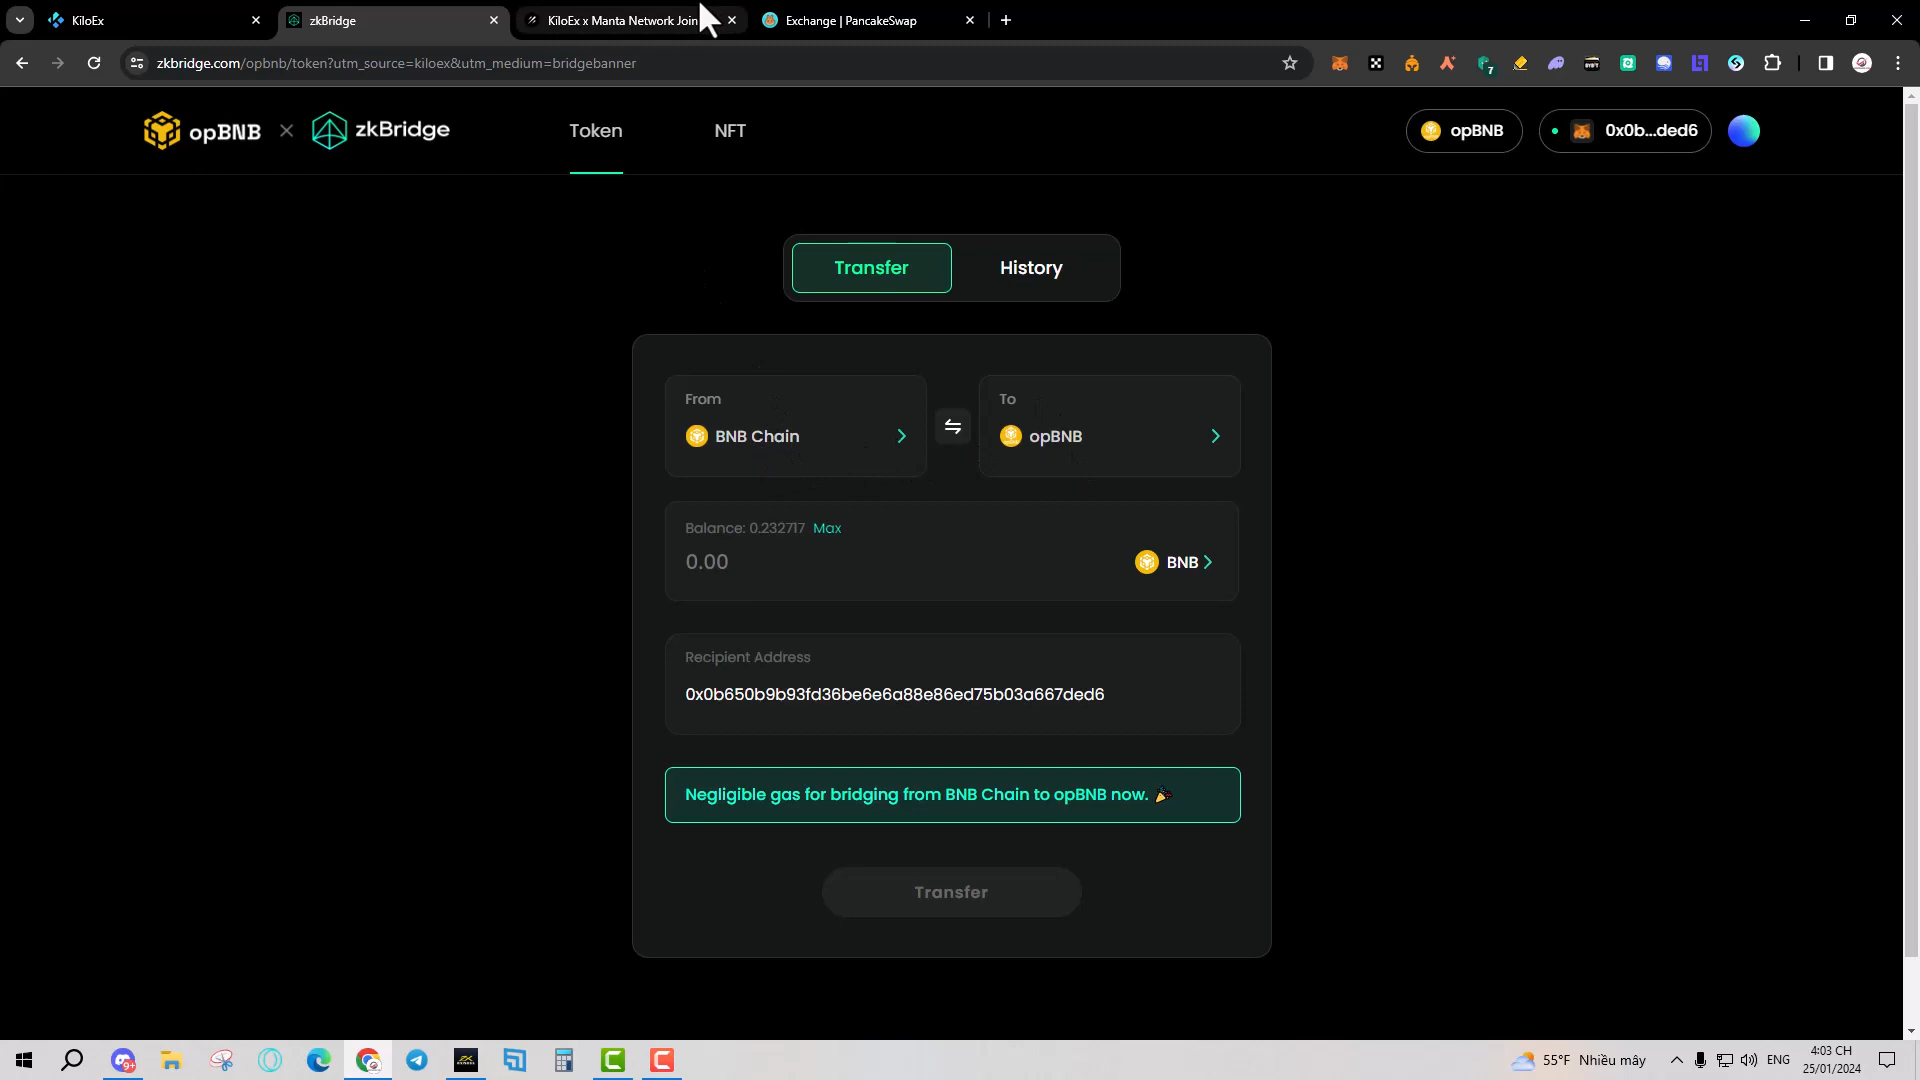 KiloEx
zkBridge
KiloEx x Manta Network Join
Exchange | PancakeSwap
zkbridge.com/opbnb/token?utm_source=kiloex&utm_medium=bridgebanner
7
BYBIT
opBNB
zkBridge
Token
NFT
opBNB
0x0b...ded6
Transfer
History
From
To
BNB Chain
opBNB
Balance: 0.232717 Max
0.00
BNB
Recipient Address
0x0b650b9b93fd36be6e6a88e86ed75b03a667ded6
Negligible gas for bridging from BNB Chain to opBNB now. 🎉
Transfer
9+
55°F Nhiều mây
ENG
4:03 CH
25/01/2024